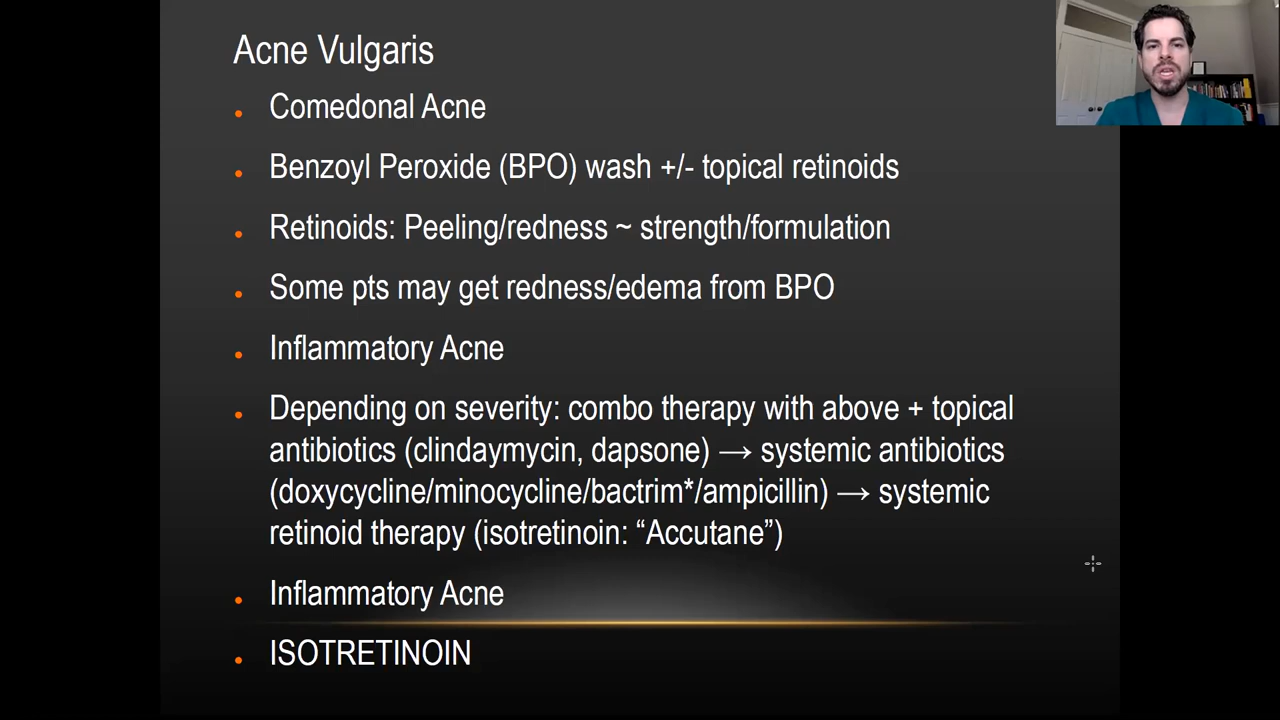 Acne Vulgaris
• Comedonal Acne
• Benzoyl Peroxide (BPO) wash +/- topical retinoids
• Retinoids: Peeling/redness ~ strength/formulation
• Some pts may get redness/edema from BPO
• Inflammatory Acne
• Depending on severity: combo therapy with above + topical
antibiotics (clindaymycin, dapsone) → systemic antibiotics
(doxycycline/minocycline/bactrim*/ampicillin) → systemic
retinoid therapy (isotretinoin: “Accutane”)
• Inflammatory Acne
• ISOTRETINOIN